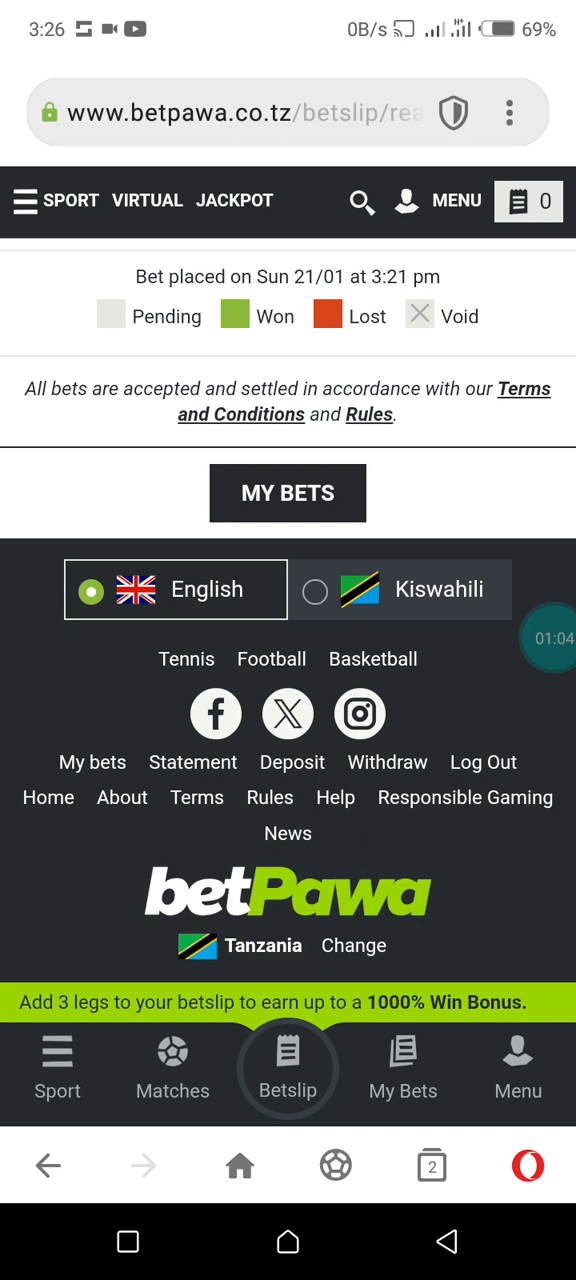 3:26 0B/s H+ 69%
www.betpawa.co.tz/betslip/rea
SPORT VIRTUAL JACKPOT MENU 0
Bet placed on Sun 21/01 at 3:21 pm
Pending Won Lost Void
All bets are accepted and settled in accordance with our Terms
and Conditions and Rules.
MY BETS
English Kiswahili
01:04
Tennis Football Basketball
My bets Statement Deposit Withdraw Log Out
Home About Terms Rules Help Responsible Gaming
News
betPawa
Tanzania Change
Add 3 legs to your betslip to earn up to a 1000% Win Bonus.
Sport Matches Betslip My Bets Menu
2